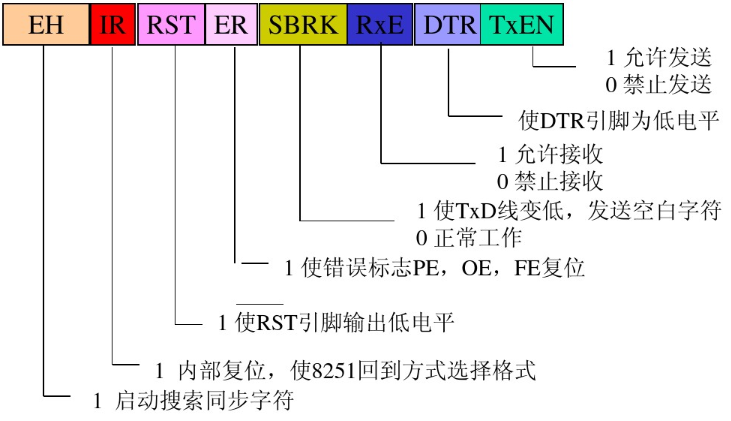 EH IR RST ER SBRK RxE DTR TxEN
1 允许发送
0 禁止发送
使DTR引脚为低电平
1 允许接收
0 禁止接收
1 使TxD线变低，发送空白字符
0 正常工作
1 使错误标志PE，OE，FE复位
1 使RST引脚输出低电平
1 内部复位，使8251回到方式选择格式
1 启动搜索同步字符